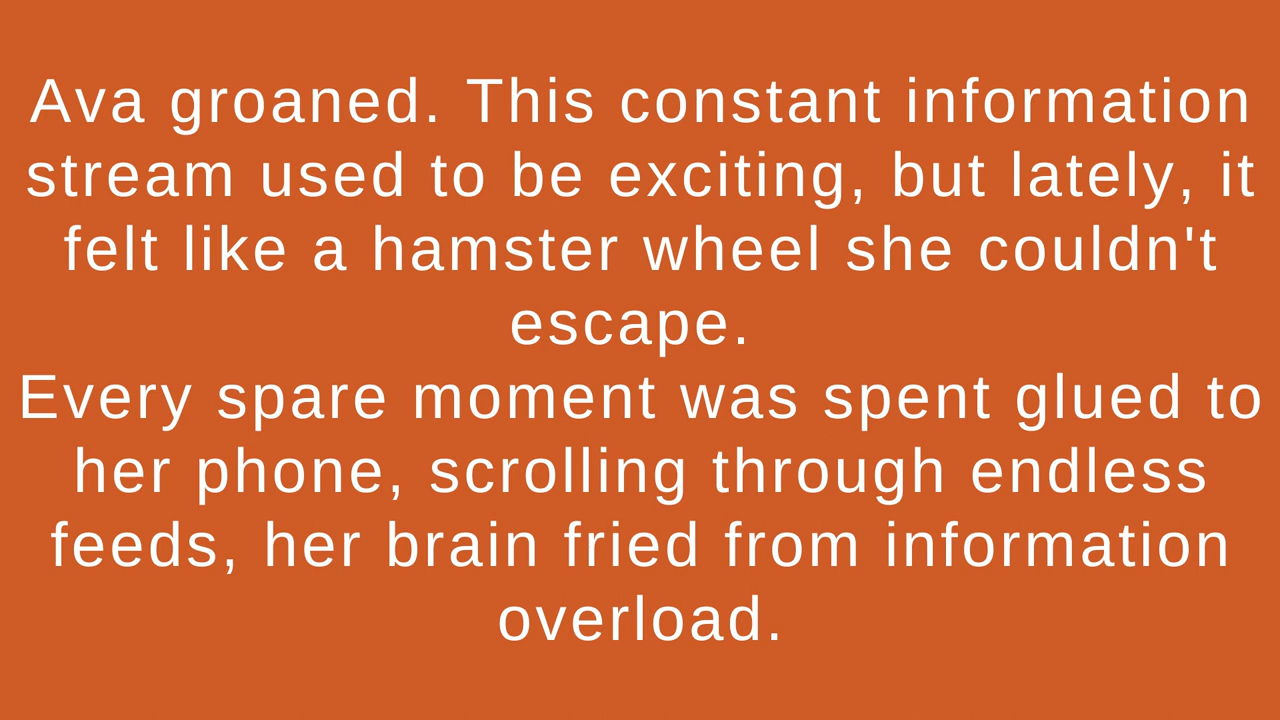 Ava groaned. This constant information
stream used to be exciting, but lately, it
felt like a hamster wheel she couldn't
escape.
Every spare moment was spent glued to
her phone, scrolling through endless
feeds, her brain fried from information
overload.